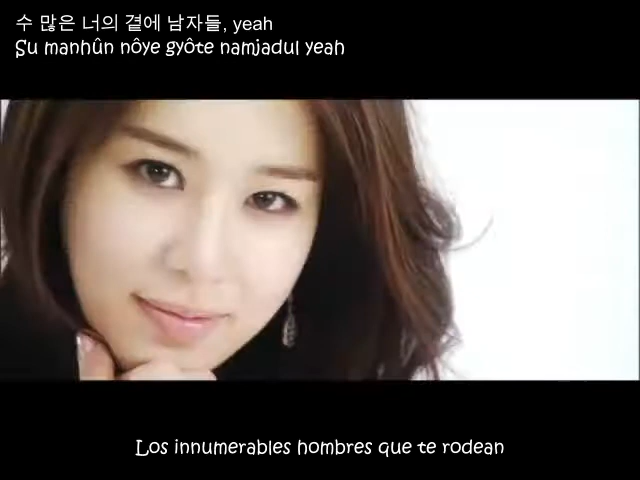 수 많은 너의 곁에 남자들, yeah
Su manhûn nôye gyôte namjadul yeah
Los innumerables hombres que te rodean